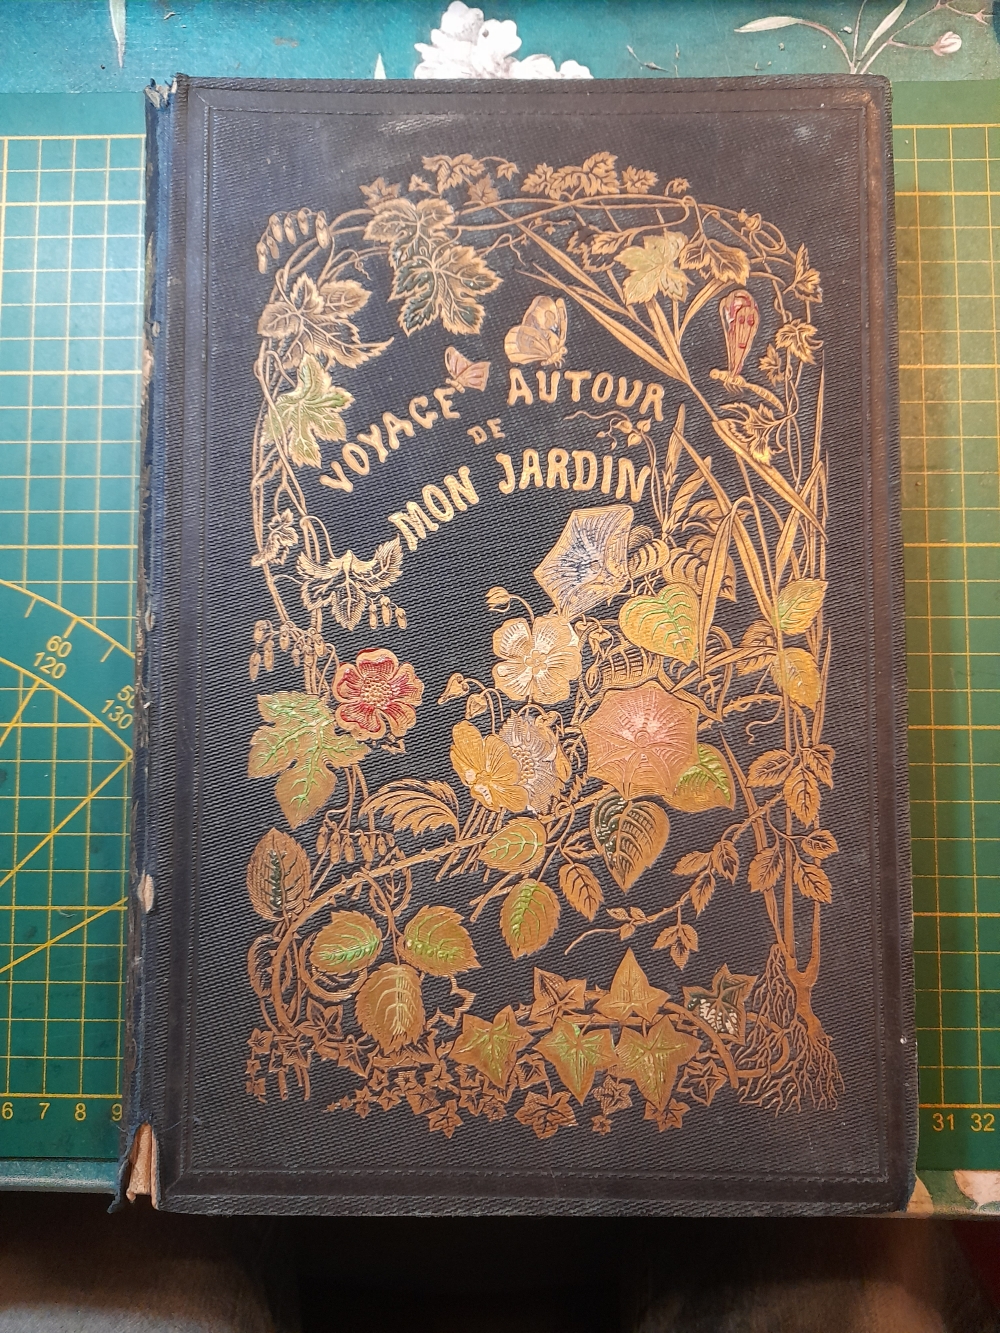 VOYAGE AUTOUR
DE
MON JARDIN
60
120
50
130
6 7 8 9
31 32